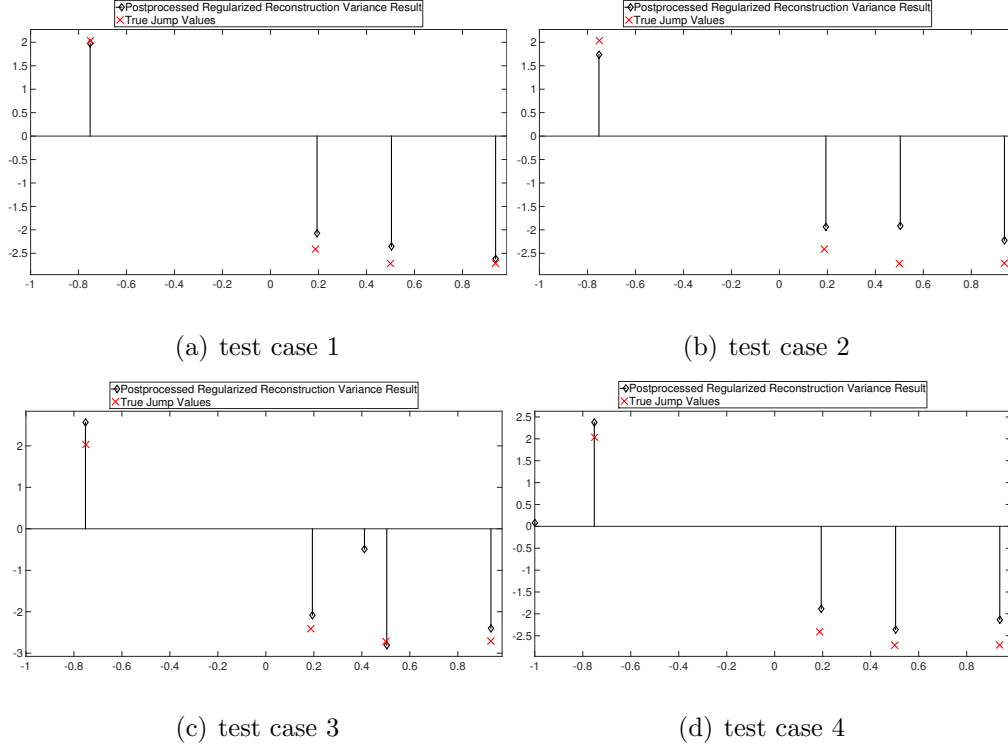 Postprocessed Regularized Reconstruction Variance Result
True Jump Values
2
1.5
1
0.5
0
-0.5
-1
-1.5
-2
-2.5
-1 -0.8 -0.6 -0.4 -0.2 0 0.2 0.4 0.6 0.8
(a) test case 1
Postprocessed Regularized Reconstruction Variance Result
True Jump Values
2
1.5
1
0.5
0
-0.5
-1
-1.5
-2
-2.5
-1 -0.8 -0.6 -0.4 -0.2 0 0.2 0.4 0.6 0.8
(b) test case 2
Postprocessed Regularized Reconstruction Variance Result
True Jump Values
2
1
0
-1
-2
-3
-1 -0.8 -0.6 -0.4 -0.2 0 0.2 0.4 0.6 0.8
(c) test case 3
Postprocessed Regularized Reconstruction Variance Result
True Jump Values
2.5
2
1.5
1
0.5
0
-0.5
-1
-1.5
-2
-2.5
-1 -0.8 -0.6 -0.4 -0.2 0 0.2 0.4 0.6 0.8
(d) test case 4